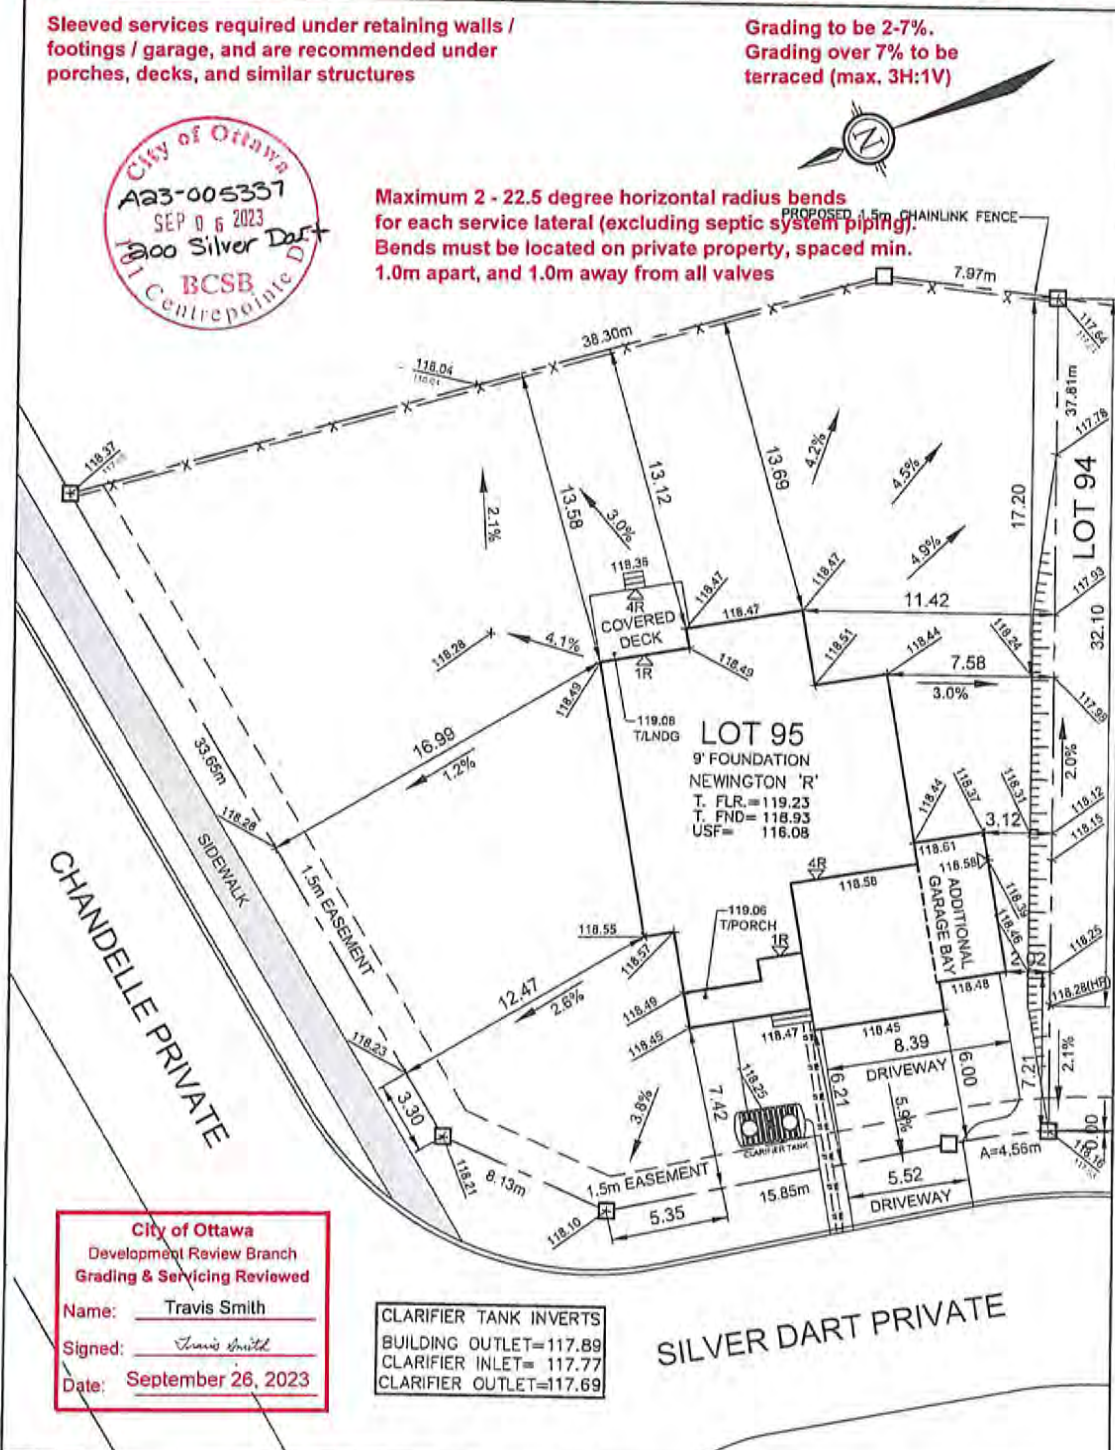 Sleeved services required under retaining walls /
footings / garage, and are recommended under
porches, decks, and similar structures
Grading to be 2-7%.
Grading over 7% to be
terraced (max. 3H:1V)
N
City of Ottawa
A23-005337
SEP 06 2023
200 Silver Dart
BCSB
101 Centrepointe Dr
Maximum 2 - 22.5 degree horizontal radius bends
for each service lateral (excluding septic system piping).
Bends must be located on private property, spaced min.
1.0m apart, and 1.0m away from all valves
PROPOSED 1.5m CHAINLINK FENCE
7.97m
38.30m
118.04
118.37
117.64
37.81m
117.78
LOT 94
17.20
32.10
13.58
13.12
13.69
2.1%
3.0%
4.2%
4.5%
4.9%
118.36
4R
COVERED
DECK
1R
118.47
118.47
118.47
11.42
117.93
118.28
4.1%
118.49
118.49
118.51
118.44
118.24
7.58
3.0%
117.98
119.08
T/LNDG
LOT 95
9' FOUNDATION
NEWINGTON 'R'
T. FLR.=119.23
T. FND= 118.93
USF= 116.08
16.99
1.2%
33.65m
118.28
SIDEWALK
1.5m EASEMENT
CHANDELLE PRIVATE
2.0%
118.44
118.37
118.31
3.12
118.12
118.15
118.61
118.58
4R
118.58
ADDITIONAL
GARAGE BAY
118.39
118.46
118.25
2.92
118.28(HP)
118.48
119.06
T/PORCH
1R
118.55
118.57
12.47
2.6%
118.49
118.45
118.47
118.45
8.39
DRIVEWAY
6.00
7.21
2.1%
118.23
3.30
118.25
7.42
3.8%
6.21
5.9%
CLARIFIER TANK
A=4.56m
0.00
118.16
118.21
8.13m
1.5m EASEMENT
15.85m
5.52
DRIVEWAY
118.10
5.35
City of Ottawa
Development Review Branch
Grading & Servicing Reviewed
Name: Travis Smith
Signed: Travis Smith
Date: September 26, 2023
CLARIFIER TANK INVERTS
BUILDING OUTLET=117.89
CLARIFIER INLET= 117.77
CLARIFIER OUTLET=117.69
SILVER DART PRIVATE